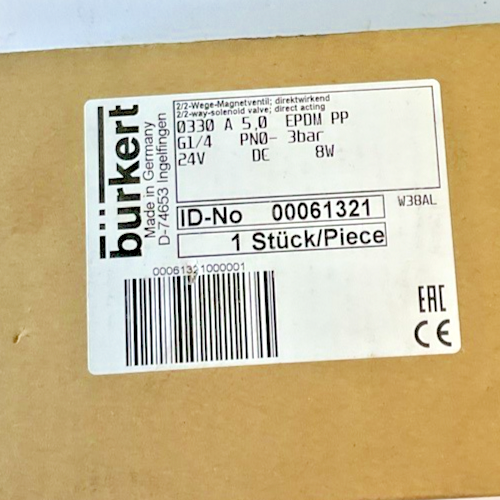 bürkert
Made in Germany
D-74653 Ingelfingen
2/2-Wege-Magnetventil; direktwirkend
2/2-way-solenoid valve; direct acting
0330 A 5,0 EPDM PP
G1/4 PN0- 3bar
24V DC 8W
ID-No 00061321
W38AL
1 Stück/Piece
00061321000001
EAC
CE